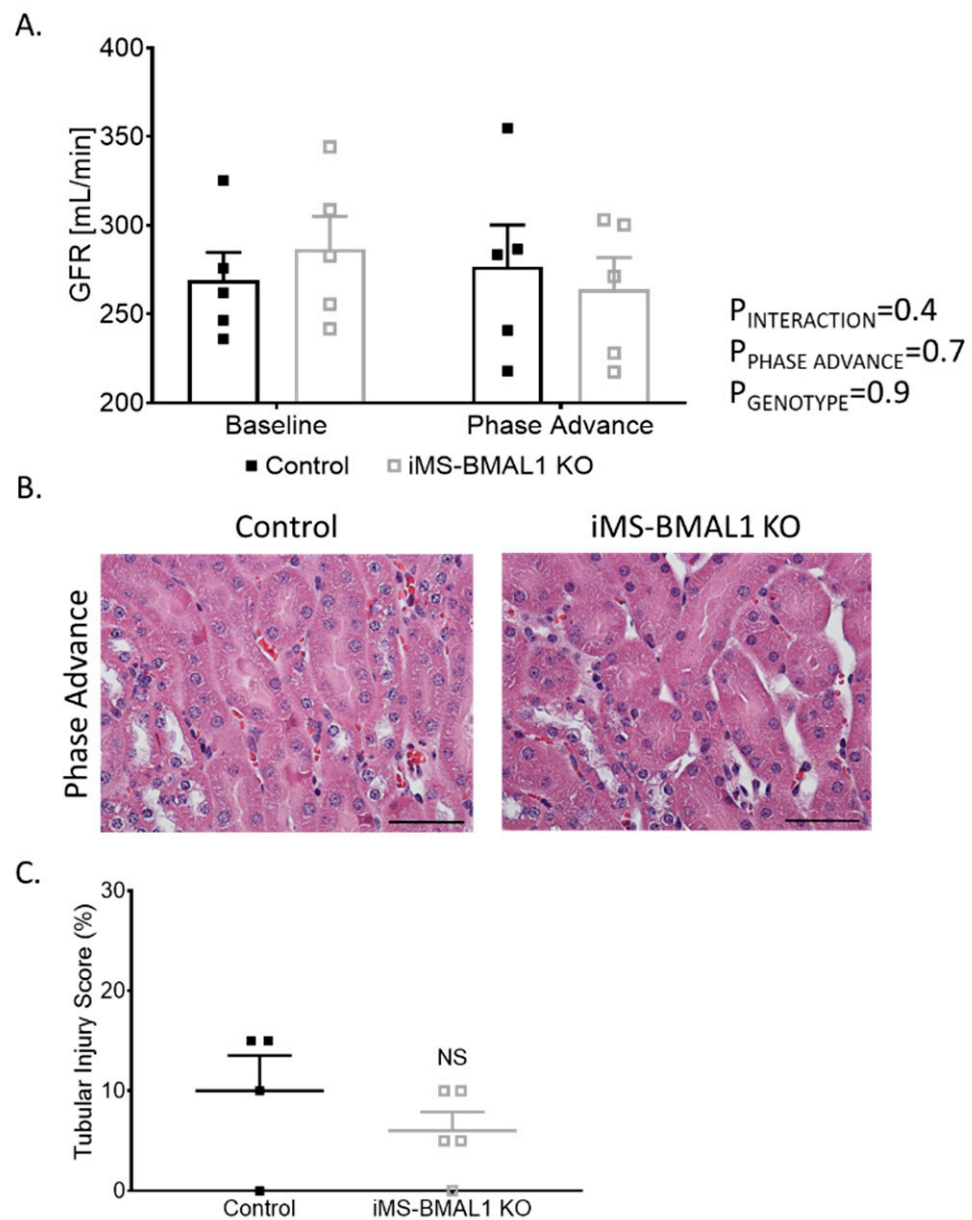 A.
400
350
300
250
200
GFR [mL/min]
Baseline
Phase Advance
Control
iMS-BMAL1 KO
PINTERACTION=0.4
PPHASE ADVANCE=0.7
PGENOTYPE=0.9
B.
Control
iMS-BMAL1 KO
Phase Advance
C.
30
20
10
0
Tubular Injury Score (%)
NS
Control
iMS-BMAL1 KO